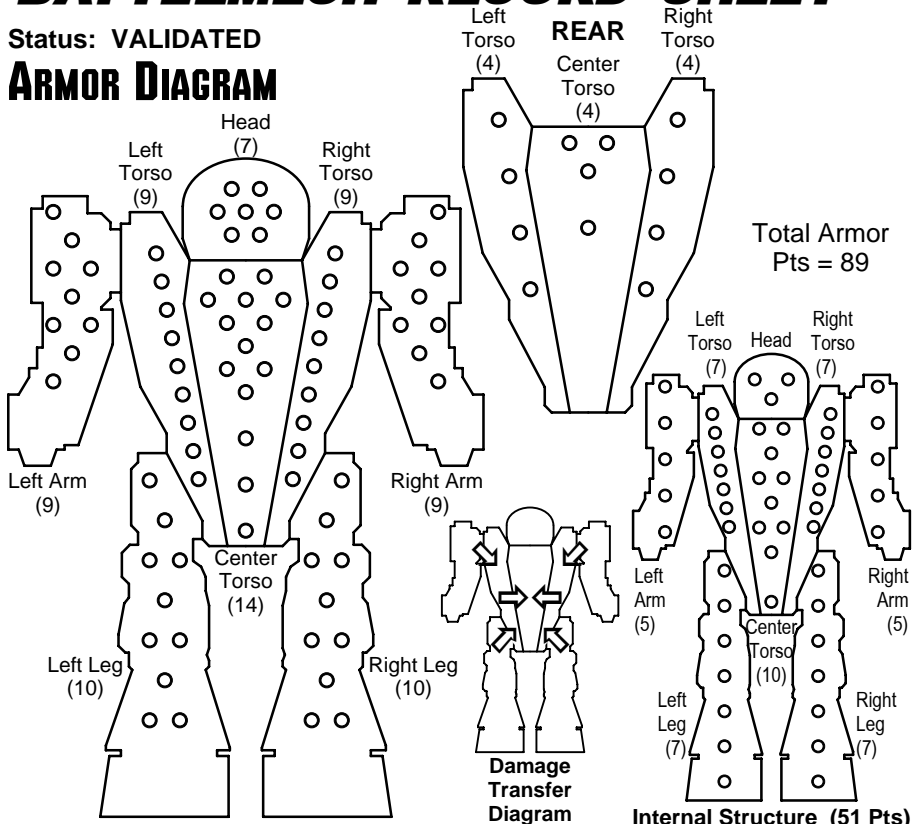 BATTLEMECH RECORD SHEET
Status: VALIDATED
ARMOR DIAGRAM
Head
(7)
Left
Torso
(9)
Right
Torso
(9)
Left Arm
(9)
Right Arm
(9)
Center
Torso
(14)
Left Leg
(10)
Right Leg
(10)
Left
Torso
(4)
REAR
Center
Torso
(4)
Right
Torso
(4)
Total Armor
Pts = 89
Damage
Transfer
Diagram
Left
Torso
(7)
Head
Right
Torso
(7)
Left
Arm
(5)
Right
Arm
(5)
Center
Torso
(10)
Left
Leg
(7)
Right
Leg
(7)
Internal Structure (51 Pts)